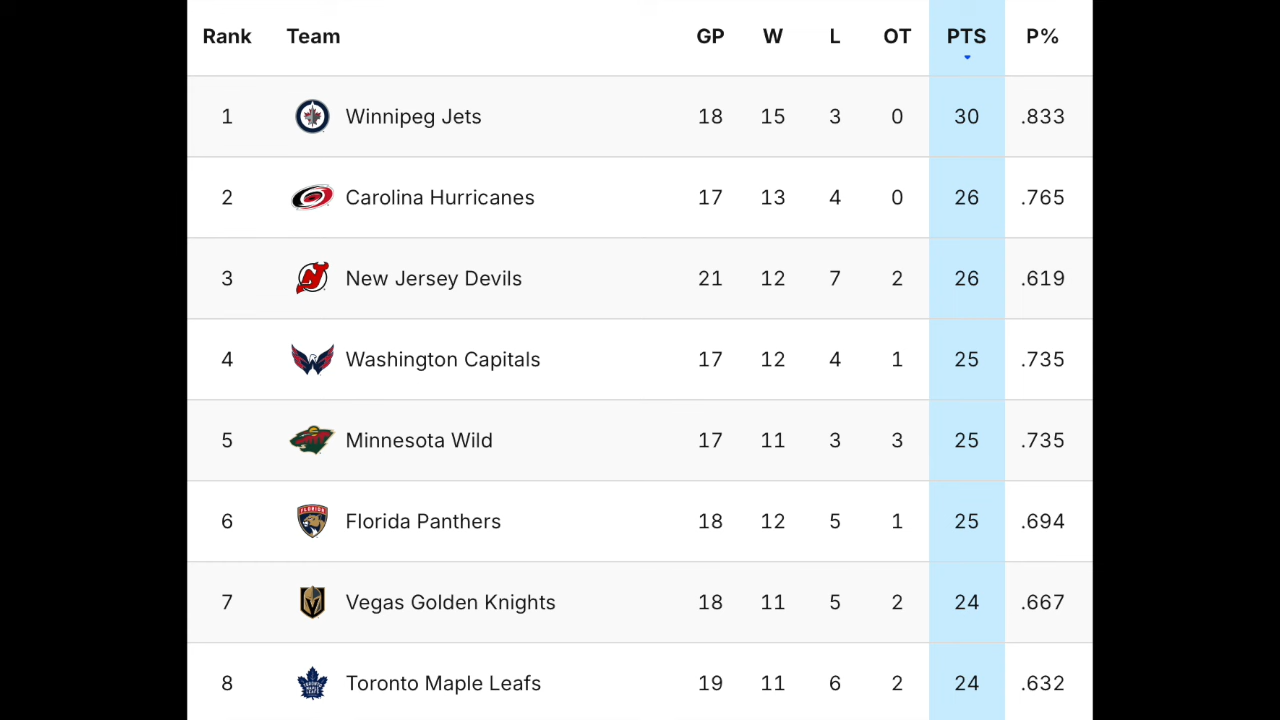 Rank Team GP W L OT PTS P%
1 Winnipeg Jets 18 15 3 0 30 .833
2 Carolina Hurricanes 17 13 4 0 26 .765
3 New Jersey Devils 21 12 7 2 26 .619
4 Washington Capitals 17 12 4 1 25 .735
5 Minnesota Wild 17 11 3 3 25 .735
FLORIDA
6 Florida Panthers 18 12 5 1 25 .694
7 Vegas Golden Knights 18 11 5 2 24 .667
TORONTO
MAPLE
LEAFS
8 Toronto Maple Leafs 19 11 6 2 24 .632